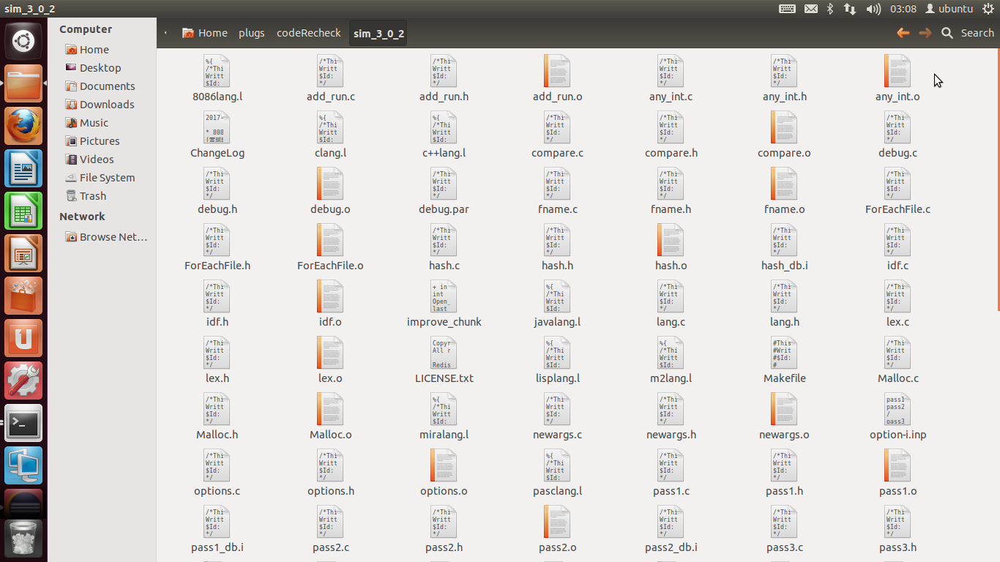 sim_3_0_2
03:08
ubuntu
Computer
Home
Desktop
Documents
Downloads
Music
Pictures
Videos
File System
Trash
Network
Browse Net...
Home plugs codeRecheck sim_3_0_2
Search
8086lang.l add_run.c add_run.h add_run.o any_int.c any_int.h any_int.o
ChangeLog clang.l c++lang.l compare.c compare.h compare.o debug.c
debug.h debug.o debug.par fname.c fname.h fname.o ForEachFile.c
ForEachFile.h ForEachFile.o hash.c hash.h hash.o hash_db.i idf.c
idf.h idf.o improve_chunk javalang.l lang.c lang.h lex.c
lex.h lex.o LICENSE.txt lisplang.l m2lang.l Makefile Malloc.c
Malloc.h Malloc.o miralang.l newargs.c newargs.h newargs.o option-i.inp
options.c options.h options.o pasclang.l pass1.c pass1.h pass1.o
pass1_db.i pass2.c pass2.h pass2.o pass2_db.i pass3.c pass3.h